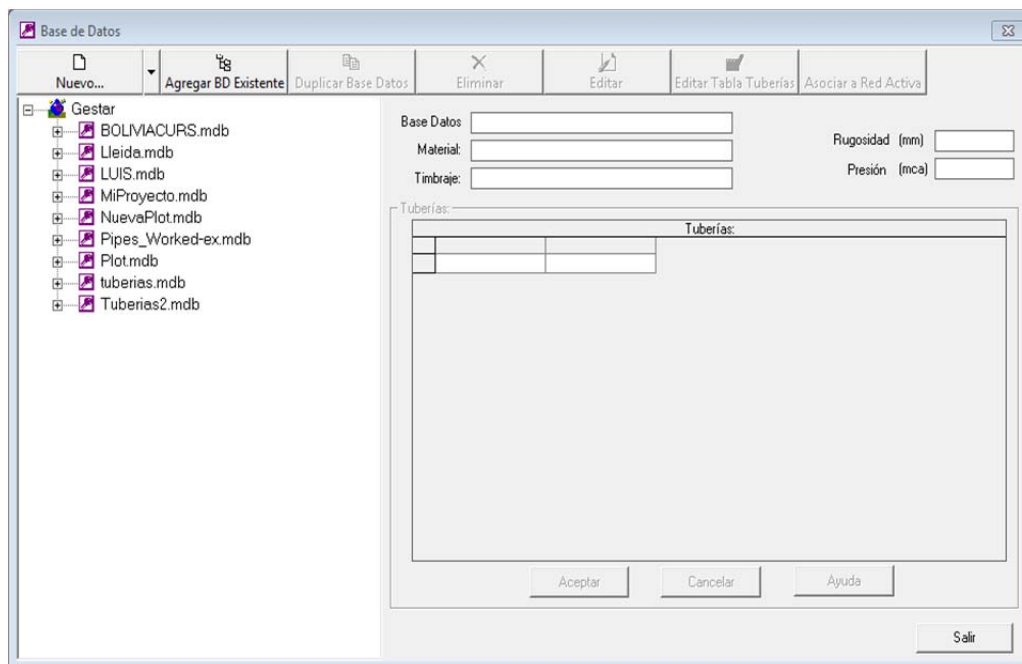 Base de Datos
Nuevo...
Agregar BD Existente
Duplicar Base Datos
Eliminar
Editar
Editar Tabla Tuberías
Asociar a Red Activa
Gestar
BOLIVIACURS.mdb
Lleida.mdb
LUIS.mdb
MiProyecto.mdb
NuevaPlot.mdb
Pipes_Worked-ex.mdb
Plot.mdb
tuberias.mdb
Tuberias2.mdb
Base Datos
Material:
Timbraje:
Rugosidad (mm)
Presión (mca)
Tuberías:
Tuberías:
Aceptar
Cancelar
Ayuda
Salir